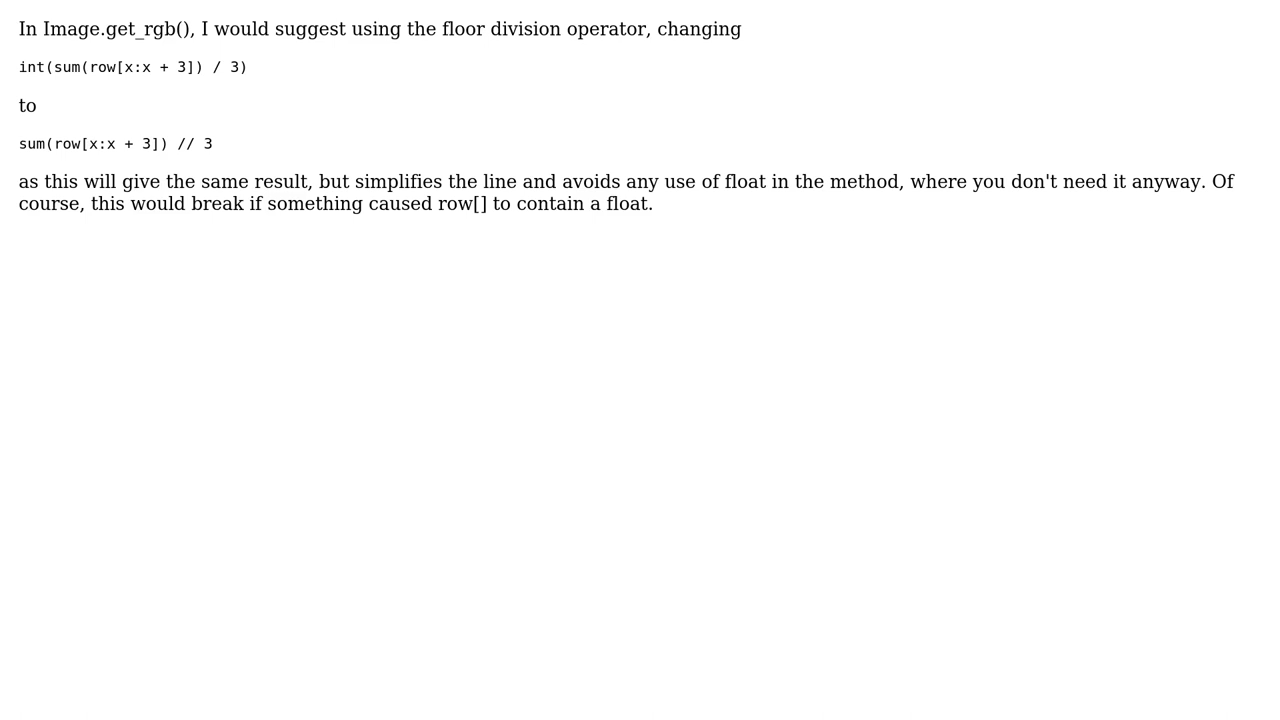 In Image.get_rgb(), I would suggest using the floor division operator, changing
int(sum(row[x:x + 3]) / 3)
to
sum(row[x:x + 3]) // 3
as this will give the same result, but simplifies the line and avoids any use of float in the method, where you don't need it anyway. Of
course, this would break if something caused row[] to contain a float.